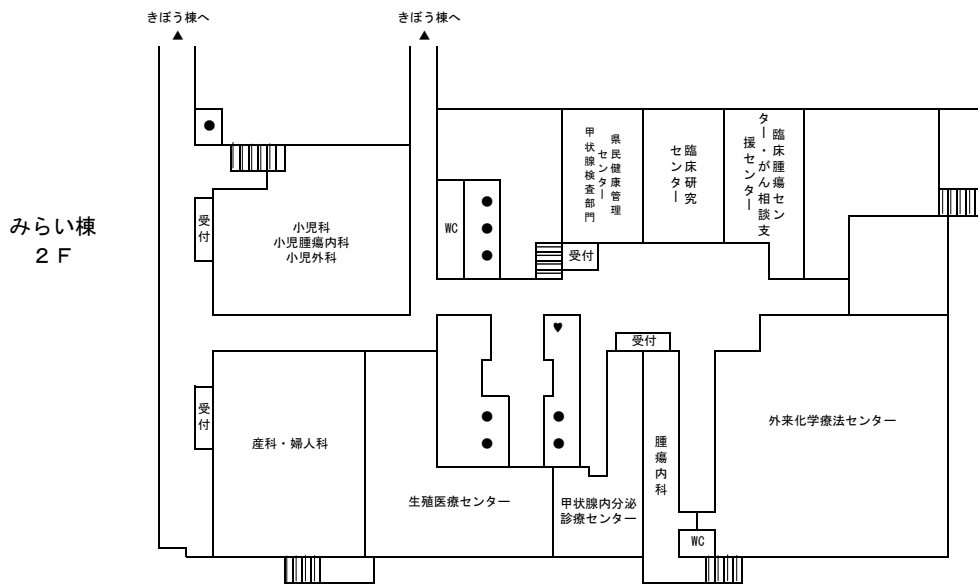 きぼう棟へ
きぼう棟へ
▲
▲
みらい棟
２Ｆ
受付
小児科
小児腫瘍内科
小児外科
WC
県民健康管理
センター
甲状腺検査部門
臨床研究
センター
臨床腫瘍セン
ター・がん相談支
援センター
受付
♥
受付
受付
産科・婦人科
生殖医療センター
甲状腺内分泌
診療センター
腫瘍内科
外来化学療法センター
WC